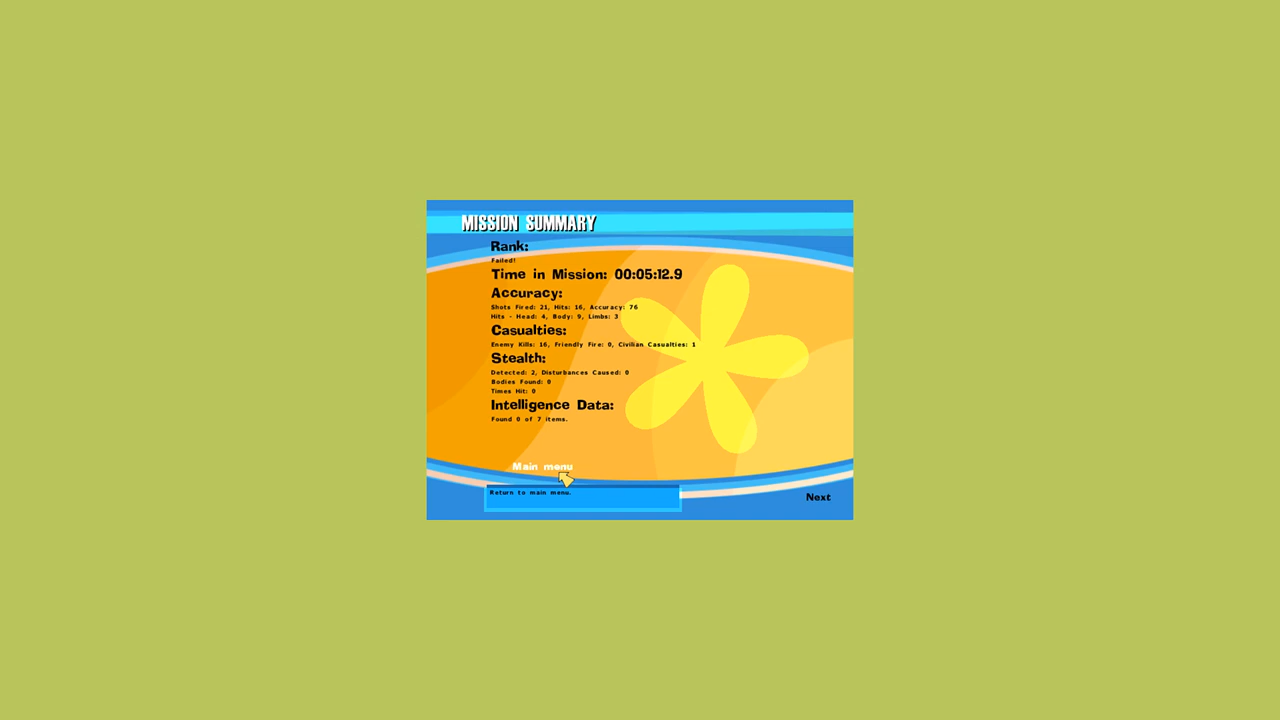 MISSION SUMMARY
Rank:
Failed!
Time in Mission: 00:05:12.9
Accuracy:
Shots Fired: 21, Hits: 16, Accuracy: 76
Hits - Head: 4, Body: 9, Limbs: 3
Casualties:
Enemy Kills: 16, Friendly Fire: 0, Civilian Casualties: 1
Stealth:
Detected: 2, Disturbances Caused: 0
Bodies Found: 0
Times Hit: 0
Intelligence Data:
Found 0 of 7 items.
Main menu
Return to main menu.
Next